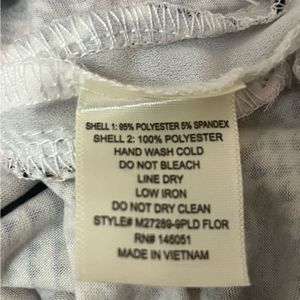 SHELL 1: 95% POLYESTER 5% SPANDEX
SHELL 2: 100% POLYESTER
HAND WASH COLD
DO NOT BLEACH
LINE DRY
LOW IRON
DO NOT DRY CLEAN
STYLE# M27289-9PLD FLOR
RN# 146051
MADE IN VIETNAM